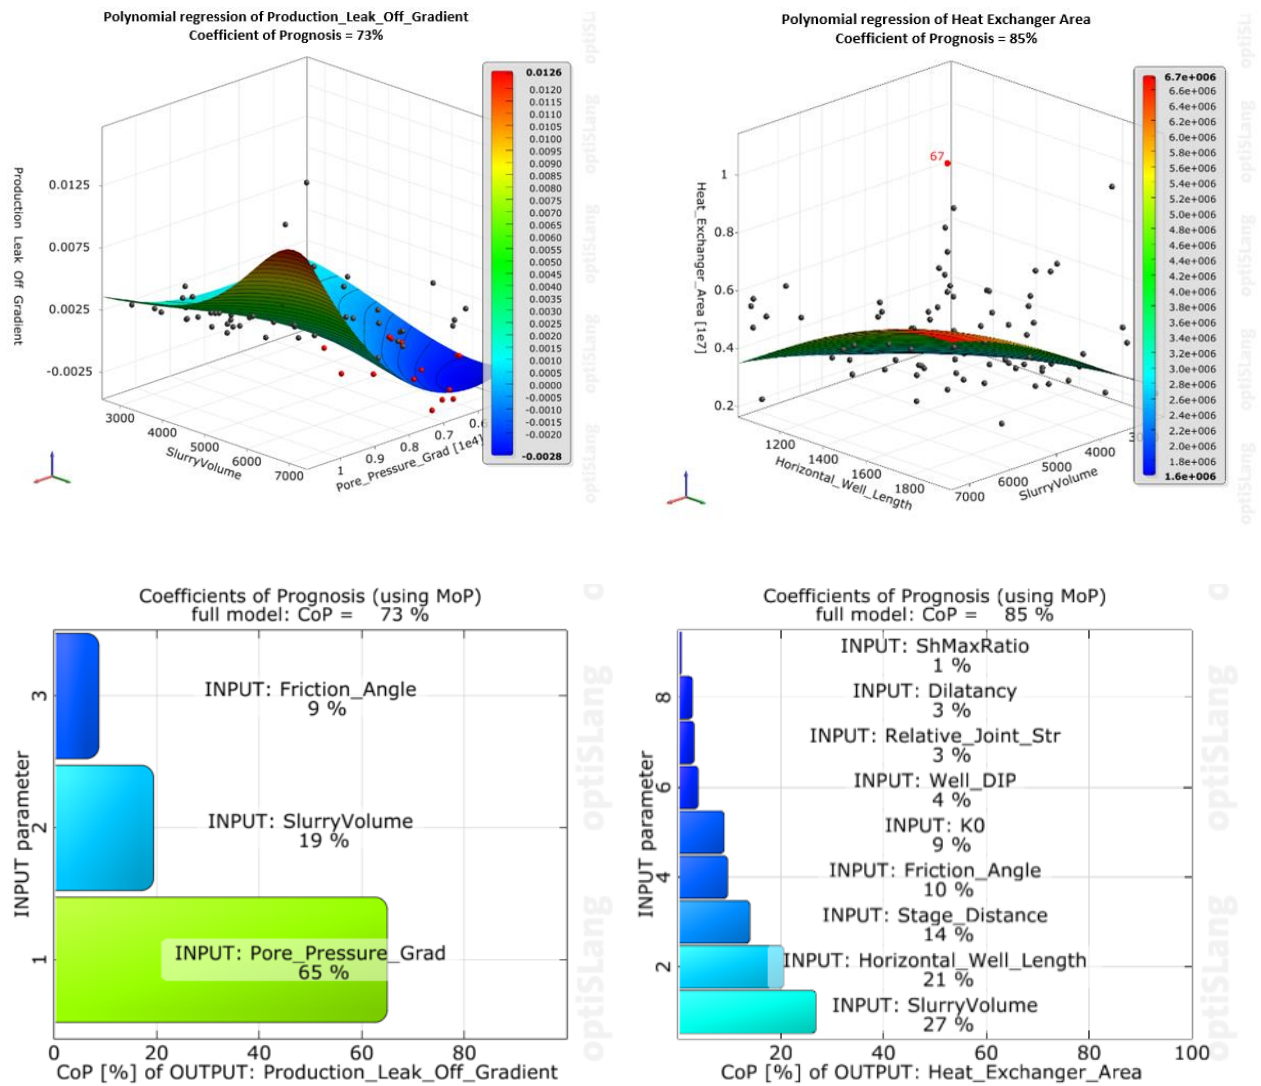 Polynomial regression of Production_Leak_Off_Gradient
Coefficient of Prognosis = 73%
optiSLang
optiSLang
optiSLang
optiSLang
0.0126
0.0120
0.0115
0.0110
0.0105
0.0100
0.0095
0.0090
0.0085
0.0080
0.0075
0.0070
0.0065
0.0060
0.0055
0.0050
0.0045
0.0040
0.0035
0.0030
0.0025
0.0020
0.0015
0.0010
0.0005
0.0000
-0.0005
-0.0010
-0.0015
-0.0020
-0.0028
Production Leak Off Gradient
0.0125
0.0075
0.0025
-0.0025
3000
4000
5000
6000
7000
SlurryVolume
1
0.9
0.8
0.7
0.6
Pore_Pressure_Grad [1e4]
Polynomial regression of Heat Exchanger Area
Coefficient of Prognosis = 85%
optiSL
optiSLang
optiSLang
optiSLang
optiSLang
6.7e+006
6.6e+006
6.4e+006
6.2e+006
6.0e+006
5.8e+006
5.6e+006
5.4e+006
5.2e+006
5.0e+006
4.8e+006
4.6e+006
4.4e+006
4.2e+006
4.0e+006
3.8e+006
3.6e+006
3.4e+006
3.2e+006
3.0e+006
2.8e+006
2.6e+006
2.4e+006
2.2e+006
2.0e+006
1.8e+006
1.6e+006
67
Heat_Exchanger_Area [1e7]
1
0.8
0.6
0.4
0.2
1200
1400
1600
1800
Horizontal_Well_Length
7000
6000
5000
4000
SlurryVolume
Coefficients of Prognosis (using MoP)
full model: CoP = 73 %
INPUT: Friction_Angle
9 %
INPUT: SlurryVolume
19 %
INPUT: Pore_Pressure_Grad
65 %
INPUT parameter
3
2
1
0
20
40
60
80
CoP [%] of OUTPUT: Production_Leak_Off_Gradient
optiSLang
optiSLang
Coefficients of Prognosis (using MoP)
full model: CoP = 85 %
INPUT: ShMaxRatio
1 %
INPUT: Dilatancy
3 %
INPUT: Relative_Joint_Str
3 %
INPUT: Well_DIP
4 %
INPUT: K0
9 %
INPUT: Friction_Angle
10 %
INPUT: Stage_Distance
14 %
INPUT: Horizontal_Well_Length
21 %
INPUT: SlurryVolume
27 %
INPUT parameter
8
6
4
2
20
40
60
80
100
CoP [%] of OUTPUT: Heat_Exchanger_Area
optiSLang
optiSLang